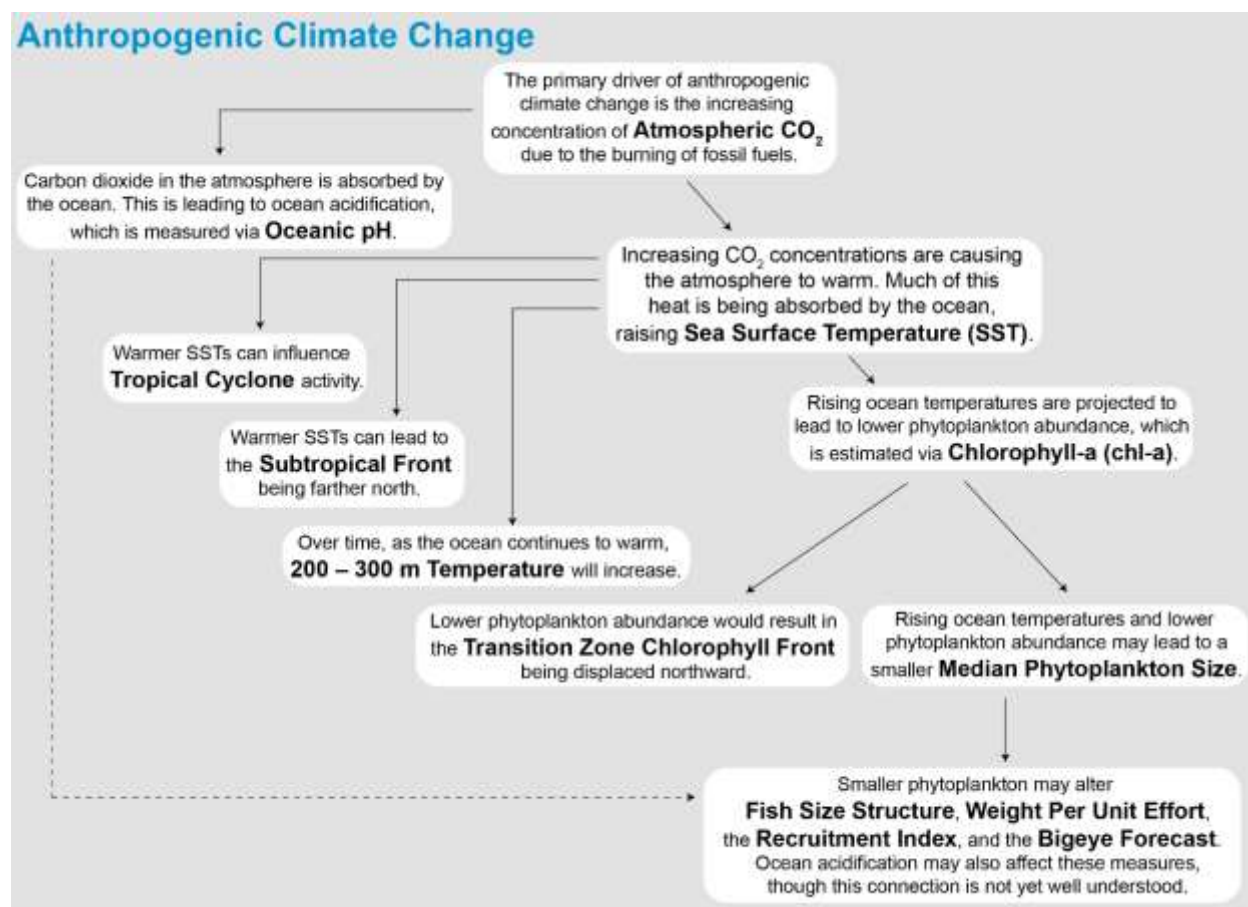 Anthropogenic Climate Change
The primary driver of anthropogenic
climate change is the increasing
concentration of Atmospheric CO₂
due to the burning of fossil fuels.
Carbon dioxide in the atmosphere is absorbed by
the ocean. This is leading to ocean acidification,
which is measured via Oceanic pH.
Increasing CO₂ concentrations are causing
the atmosphere to warm. Much of this
heat is being absorbed by the ocean,
raising Sea Surface Temperature (SST).
Warmer SSTs can influence
Tropical Cyclone activity.
Rising ocean temperatures are projected to
lead to lower phytoplankton abundance, which
is estimated via Chlorophyll-a (chl-a).
Warmer SSTs can lead to
the Subtropical Front
being farther north.
Over time, as the ocean continues to warm,
200 – 300 m Temperature will increase.
Lower phytoplankton abundance would result in
the Transition Zone Chlorophyll Front
being displaced northward.
Rising ocean temperatures and lower
phytoplankton abundance may lead to a
smaller Median Phytoplankton Size.
Smaller phytoplankton may alter
Fish Size Structure, Weight Per Unit Effort,
the Recruitment Index, and the Bigeye Forecast.
Ocean acidification may also affect these measures,
though this connection is not yet well understood.